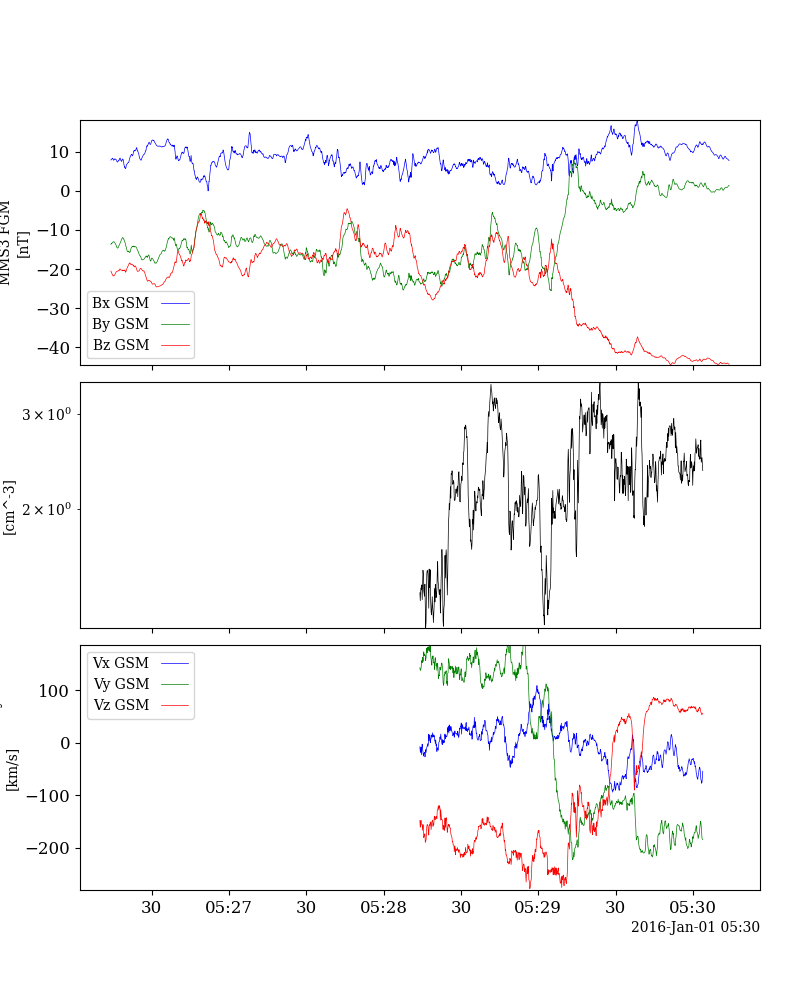 MMS3 FGM
[nT]
10
0
−10
−20
−30
−40
Bx GSM
By GSM
Bz GSM
[cm^-3]
3 × 10⁰
2 × 10⁰
[km/s]
100
0
−100
−200
Vx GSM
Vy GSM
Vz GSM
30 05:27 30 05:28 30 05:29 30 05:30
2016-Jan-01 05:30